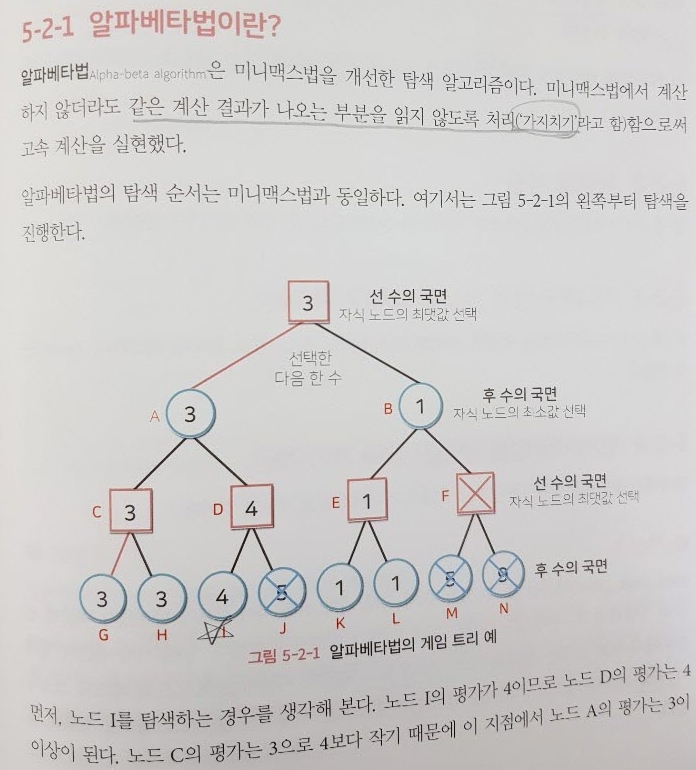 5-2-1 알파베타법이란?
알파베타법Alpha-beta algorithm은 미니맥스법을 개선한 탐색 알고리즘이다. 미니맥스법에서 계산
하지 않더라도 같은 계산 결과가 나오는 부분을 읽지 않도록 처리('가지치기'라고 함)함으로써
고속 계산을 실현했다.
알파베타법의 탐색 순서는 미니맥스법과 동일하다. 여기서는 그림 5-2-1의 왼쪽부터 탐색을
진행한다.
3
선 수의 국면
자식 노드의 최댓값 선택
선택한
다음 한 수
A 3
B 1
후 수의 국면
자식 노드의 최소값 선택
C 3
D 4
E 1
F
선 수의 국면
자식 노드의 최댓값 선택
3 3 4 5 1 1 5 9
후 수의 국면
G H I J K L M N
그림 5-2-1 알파베타법의 게임 트리 예
먼저, 노드 I를 탐색하는 경우를 생각해 본다. 노드 I의 평가가 4이므로 노드 D의 평가는 4
이상이 된다. 노드 C의 평가는 3으로 4보다 작기 때문에 이 지점에서 노드 A의 평가는 3이